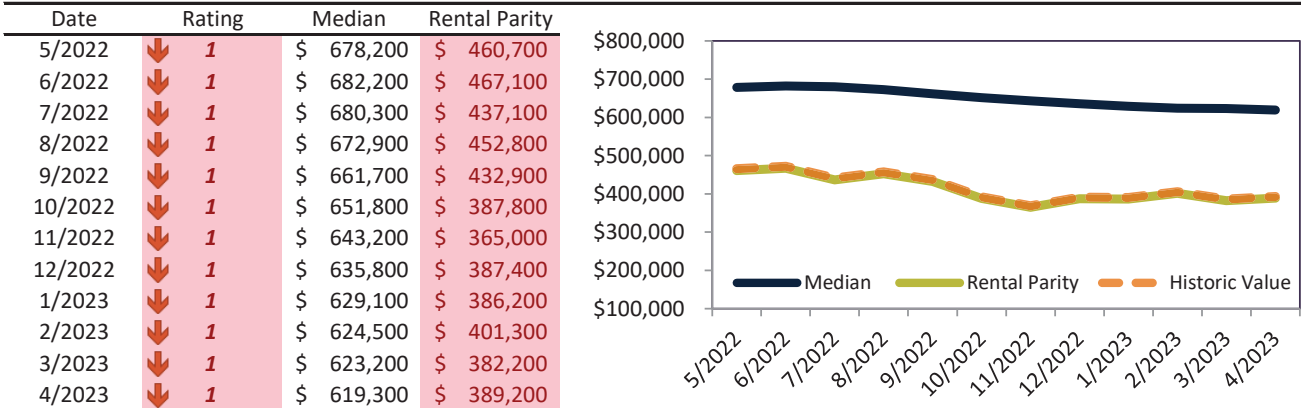 Date Rating Median Rental Parity
5/2022 1 $ 678,200 $ 460,700
6/2022 1 $ 682,200 $ 467,100
7/2022 1 $ 680,300 $ 437,100
8/2022 1 $ 672,900 $ 452,800
9/2022 1 $ 661,700 $ 432,900
10/2022 1 $ 651,800 $ 387,800
11/2022 1 $ 643,200 $ 365,000
12/2022 1 $ 635,800 $ 387,400
1/2023 1 $ 629,100 $ 386,200
2/2023 1 $ 624,500 $ 401,300
3/2023 1 $ 623,200 $ 382,200
4/2023 1 $ 619,300 $ 389,200
$800,000
$700,000
$600,000
$500,000
$400,000
$300,000
$200,000
$100,000
Median Rental Parity Historic Value
5/2022 6/2022 7/2022 8/2022 9/2022 10/2022 11/2022 12/2022 1/2023 2/2023 3/2023 4/2023